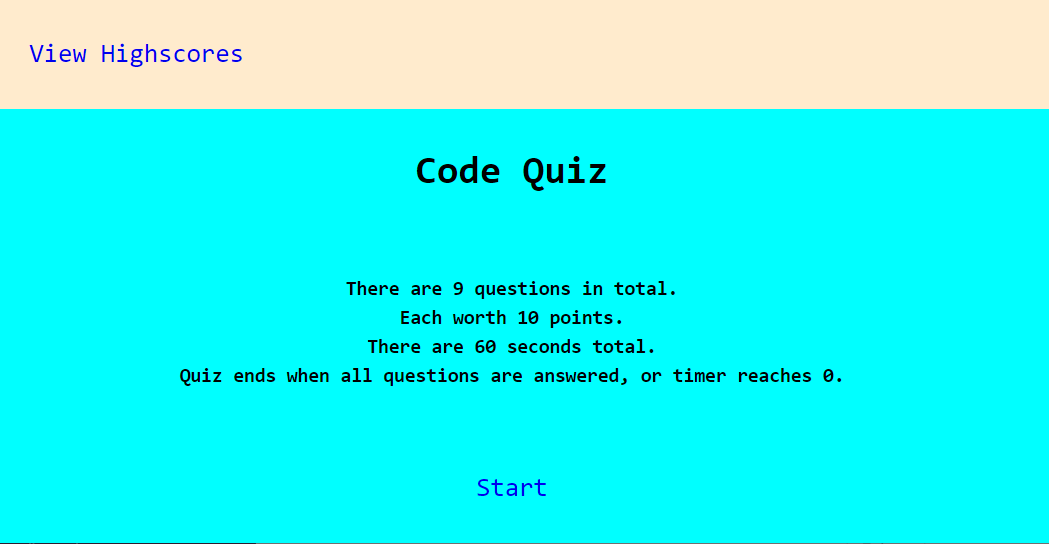 View Highscores
Code Quiz
There are 9 questions in total.
Each worth 10 points.
There are 60 seconds total.
Quiz ends when all questions are answered, or timer reaches 0.
Start